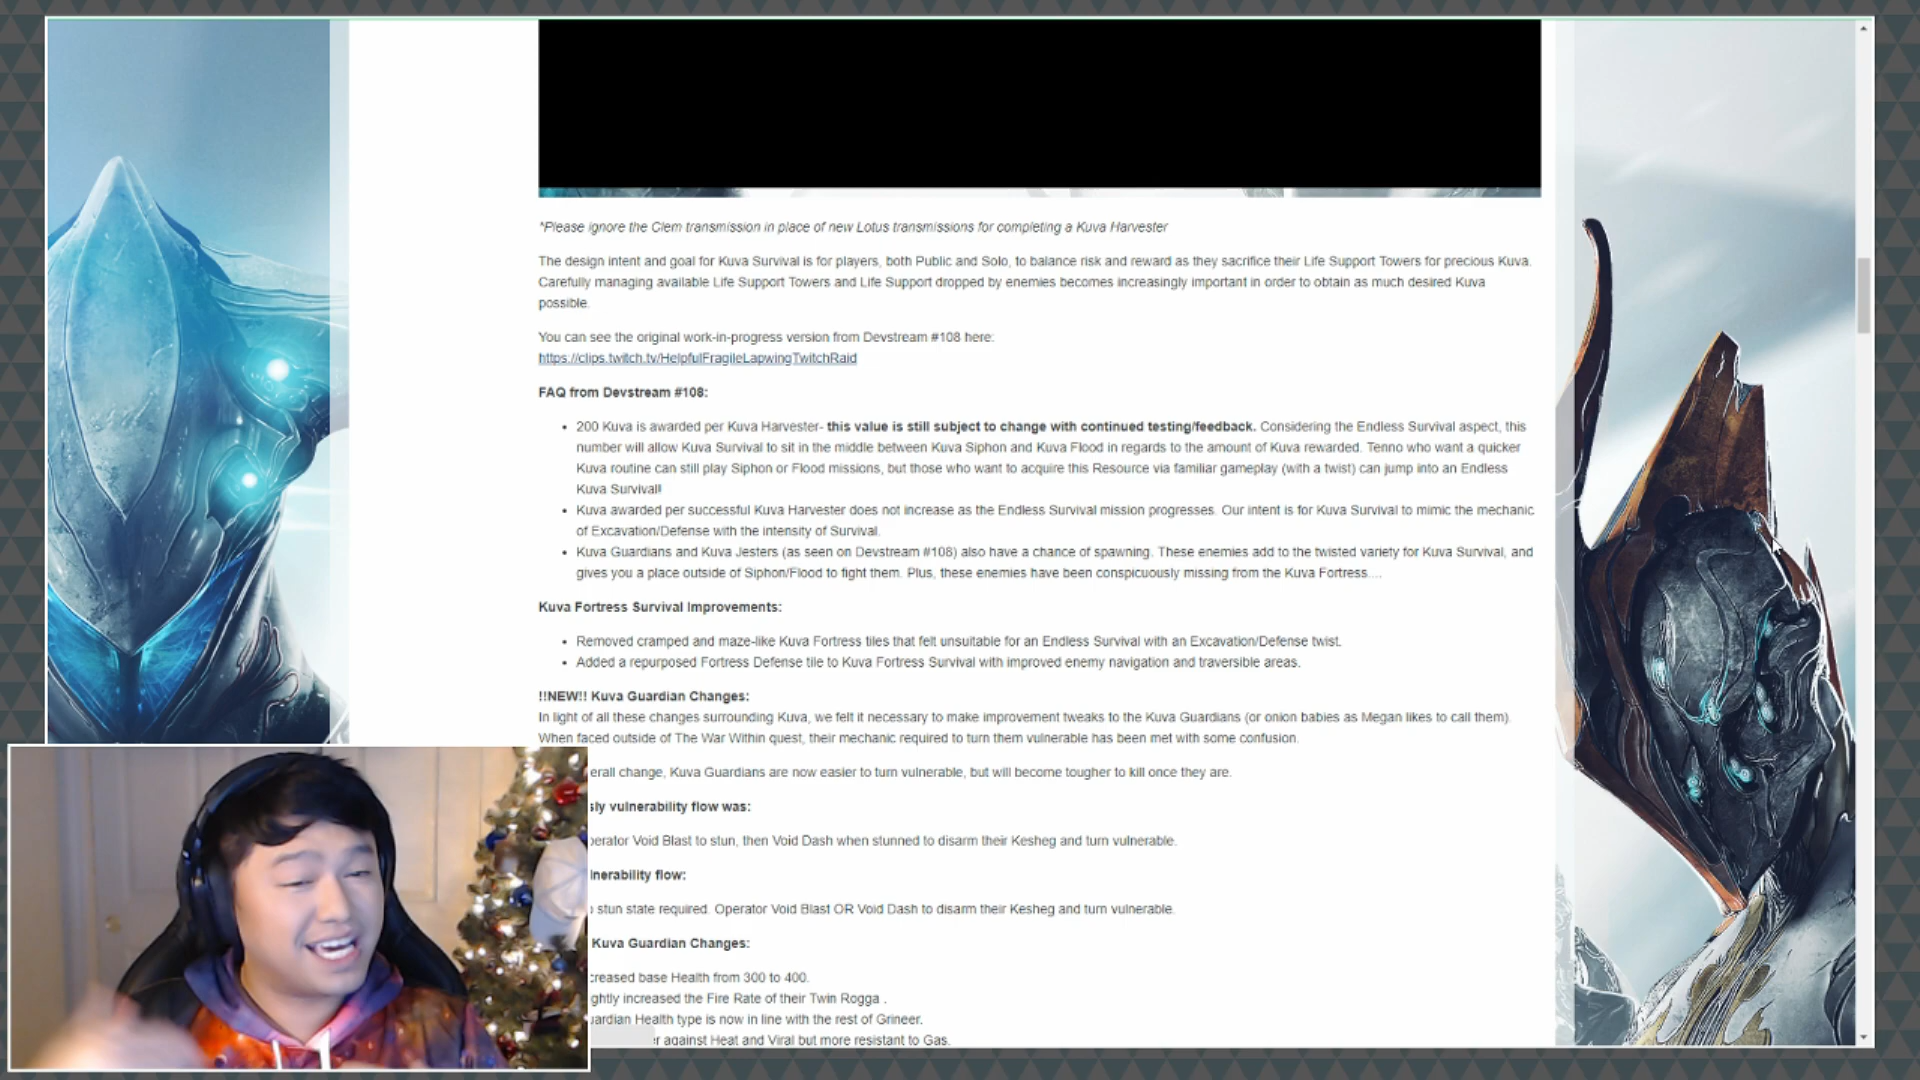 *Please ignore the Clem transmission in place of new Lotus transmissions for completing a Kuva Harvester
The design intent and goal for Kuva Survival is for players, both Public and Solo, to balance risk and reward as they sacrifice their Life Support Towers for precious Kuva.
Carefully managing available Life Support Towers and Life Support dropped by enemies becomes increasingly important in order to obtain as much desired Kuva
possible.
You can see the original work-in-progress version from Devstream #108 here:
https://clips.twitch.tv/HelpfulFragileLapwingTwitchRaid
FAQ from Devstream #108:
• 200 Kuva is awarded per Kuva Harvester- this value is still subject to change with continued testing/feedback. Considering the Endless Survival aspect, this
number will allow Kuva Survival to sit in the middle between Kuva Siphon and Kuva Flood in regards to the amount of Kuva rewarded. Tenno who want a quicker
Kuva routine can still play Siphon or Flood missions, but those who want to acquire this Resource via familiar gameplay (with a twist) can jump into an Endless
Kuva Survival!
• Kuva awarded per successful Kuva Harvester does not increase as the Endless Survival mission progresses. Our intent is for Kuva Survival to mimic the mechanic
of Excavation/Defense with the intensity of Survival.
• Kuva Guardians and Kuva Jesters (as seen on Devstream #108) also have a chance of spawning. These enemies add to the twisted variety for Kuva Survival, and
gives you a place outside of Siphon/Flood to fight them. Plus, these enemies have been conspicuously missing from the Kuva Fortress....
Kuva Fortress Survival Improvements:
• Removed cramped and maze-like Kuva Fortress tiles that felt unsuitable for an Endless Survival with an Excavation/Defense twist.
• Added a repurposed Fortress Defense tile to Kuva Fortress Survival with improved enemy navigation and traversible areas.
!!NEW!! Kuva Guardian Changes:
In light of all these changes surrounding Kuva, we felt it necessary to make improvement tweaks to the Kuva Guardians (or onion babies as Megan likes to call them).
When faced outside of The War Within quest, their mechanic required to turn them vulnerable has been met with some confusion.
erall change, Kuva Guardians are now easier to turn vulnerable, but will become tougher to kill once they are.
sly vulnerability flow was:
perator Void Blast to stun, then Void Dash when stunned to disarm their Kesheg and turn vulnerable.
lnerability flow:
stun state required. Operator Void Blast OR Void Dash to disarm their Kesheg and turn vulnerable.
Kuva Guardian Changes:
creased base Health from 300 to 400.
ghtly increased the Fire Rate of their Twin Rogga .
uardian Health type is now in line with the rest of Grineer.
r against Heat and Viral but more resistant to Gas.